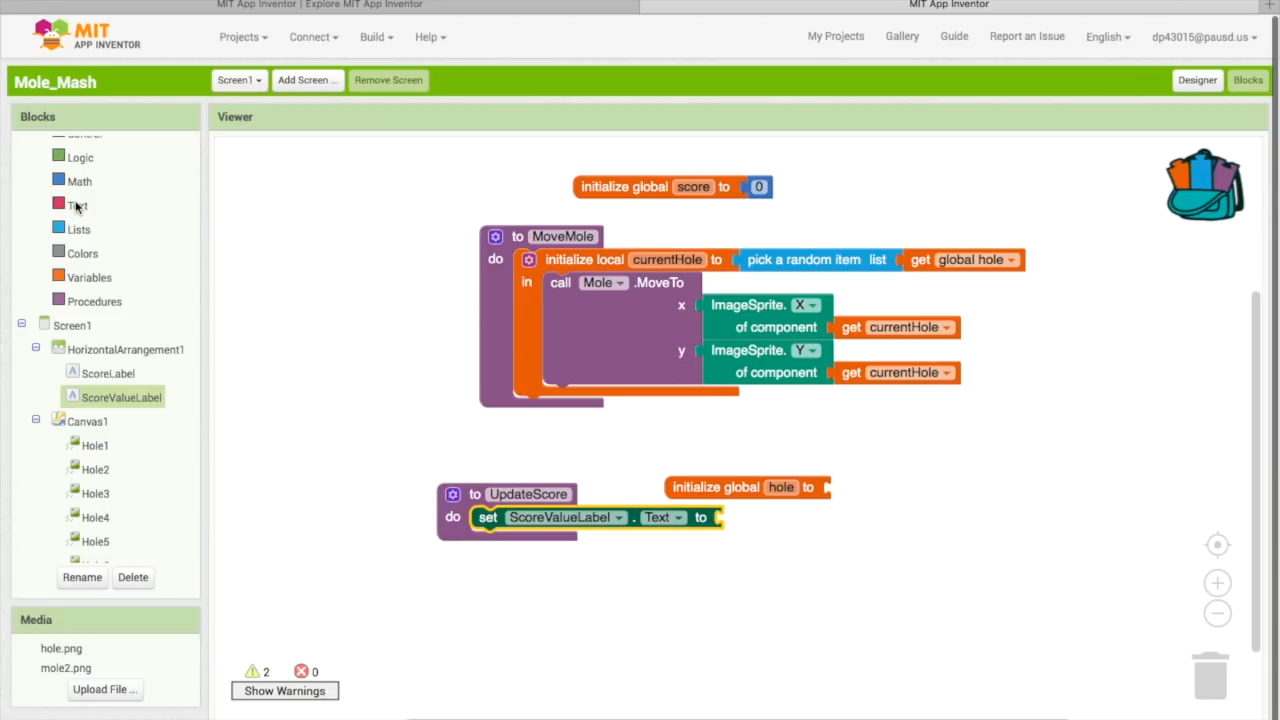 MIT App Inventor | Explore MIT App Inventor
MIT App Inventor
MIT
APP INVENTOR
Projects
Connect
Build
Help
My Projects
Gallery
Guide
Report an Issue
English
dp43015@pausd.us
Mole_Mash
Screen1
Add Screen ...
Remove Screen
Designer
Blocks
Blocks
Viewer
Control
Logic
Math
Text
Lists
Colors
Variables
Procedures
Screen1
HorizontalArrangement1
ScoreLabel
ScoreValueLabel
Canvas1
Hole1
Hole2
Hole3
Hole4
Hole5
Rename
Delete
Media
hole.png
mole2.png
Upload File ...
initialize global score to 0
to MoveMole
do initialize local currentHole to pick a random item list get global hole
in call Mole .MoveTo
x ImageSprite. X
of component get currentHole
y ImageSprite. Y
of component get currentHole
initialize global hole to
to UpdateScore
do set ScoreValueLabel . Text to
2 0
Show Warnings